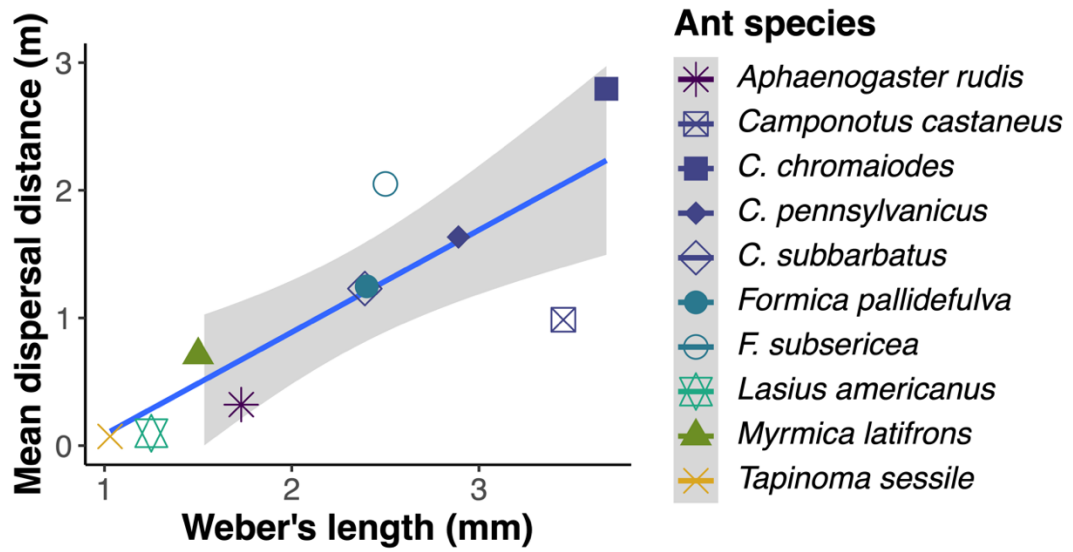 Mean dispersal distance (m)
3
2
1
0
1
2
3
Weber's length (mm)
Ant species
Aphaenogaster rudis
Camponotus castaneus
C. chromaiodes
C. pennsylvanicus
C. subbarbatus
Formica pallidefulva
F. subsericea
Lasius americanus
Myrmica latifrons
Tapinoma sessile